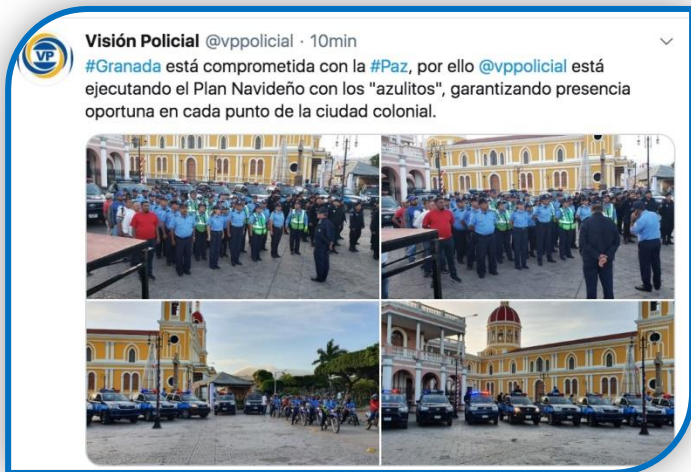 VP
Visión Policial @vppolicial · 10min
#Granada está comprometida con la #Paz, por ello @vppolicial está
ejecutando el Plan Navideño con los "azulitos", garantizando presencia
oportuna en cada punto de la ciudad colonial.